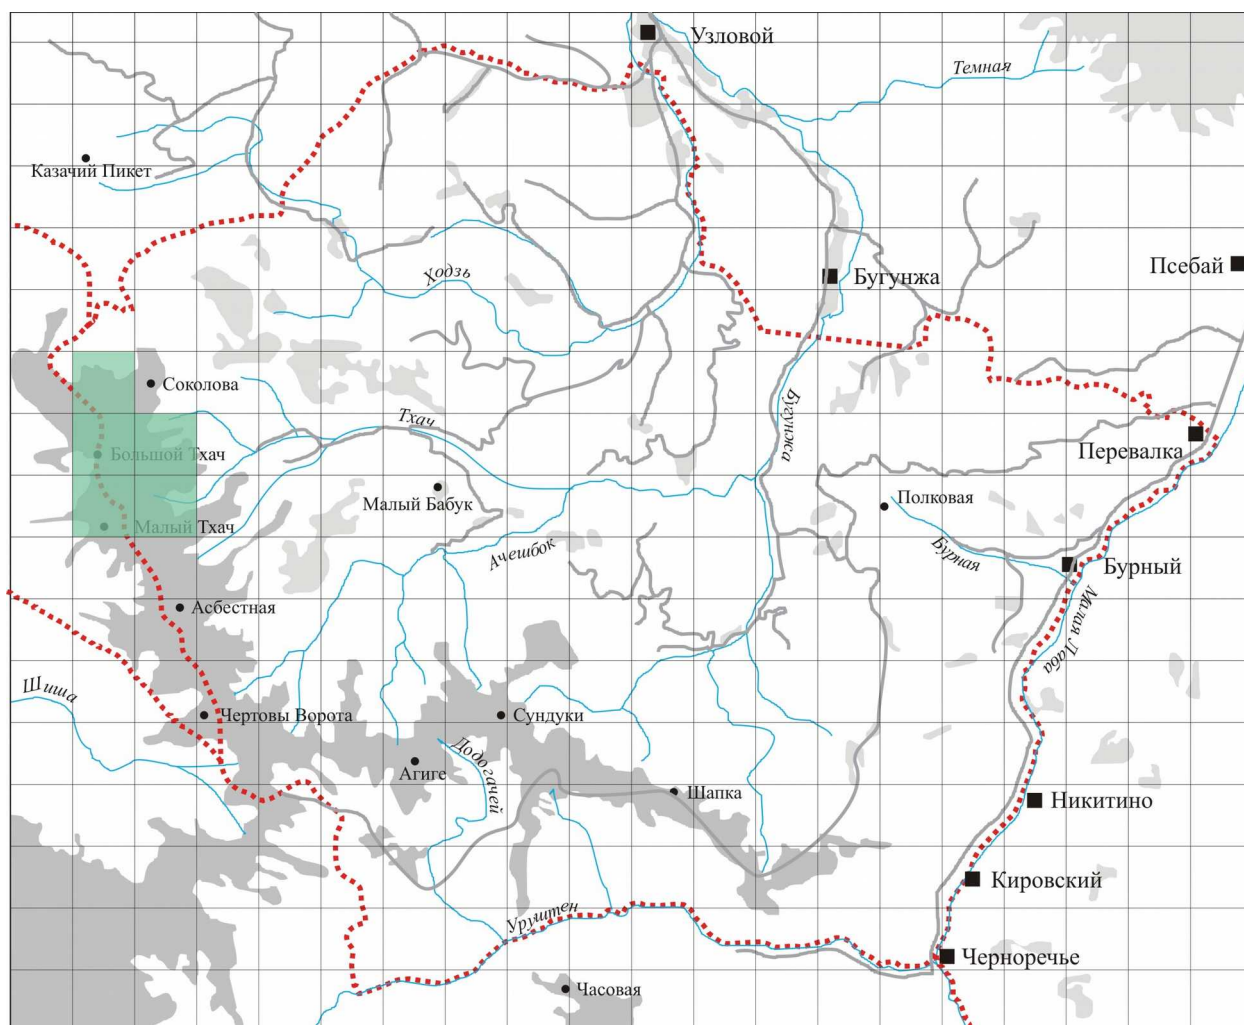 Узловой
Темная
Казачий Пикет
Ходзь
Бугунжа
Псебай
Соколова
Тхач
Бугунжа
Большой Тхач
Перевалка
Малый Бабук
Полковая
Малый Тхач
Ачешбок
Бурная
Бурный
Асбестная
Малая Лаба
Шиша
Чертовы Ворота
Сундуки
Додогачей
Агиге
Шапка
Никитино
Кировский
Уруштен
Черноречье
Часовая